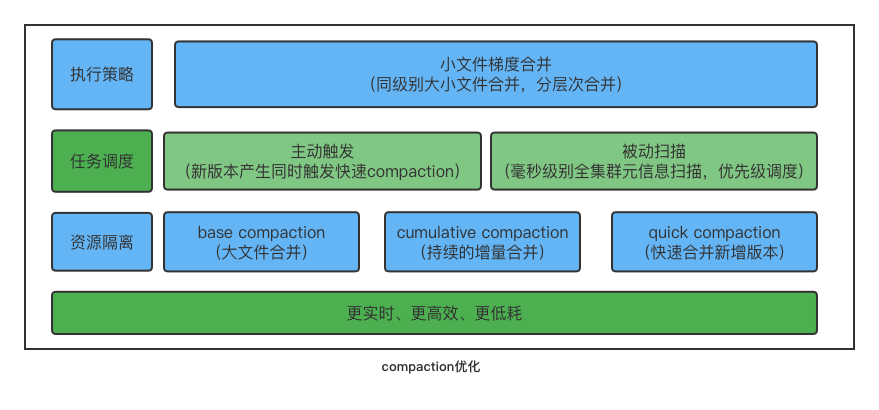 执行策略
小文件梯度合并
（同级别大小文件合并，分层次合并）
任务调度
主动触发
（新版本产生同时触发快速compaction）
被动扫描
（毫秒级别全集群元信息扫描，优先级调度）
资源隔离
base compaction
（大文件合并）
cumulative compaction
（持续的增量合并）
quick compaction
（快速合并新增版本）
更实时、更高效、更低耗
compaction优化